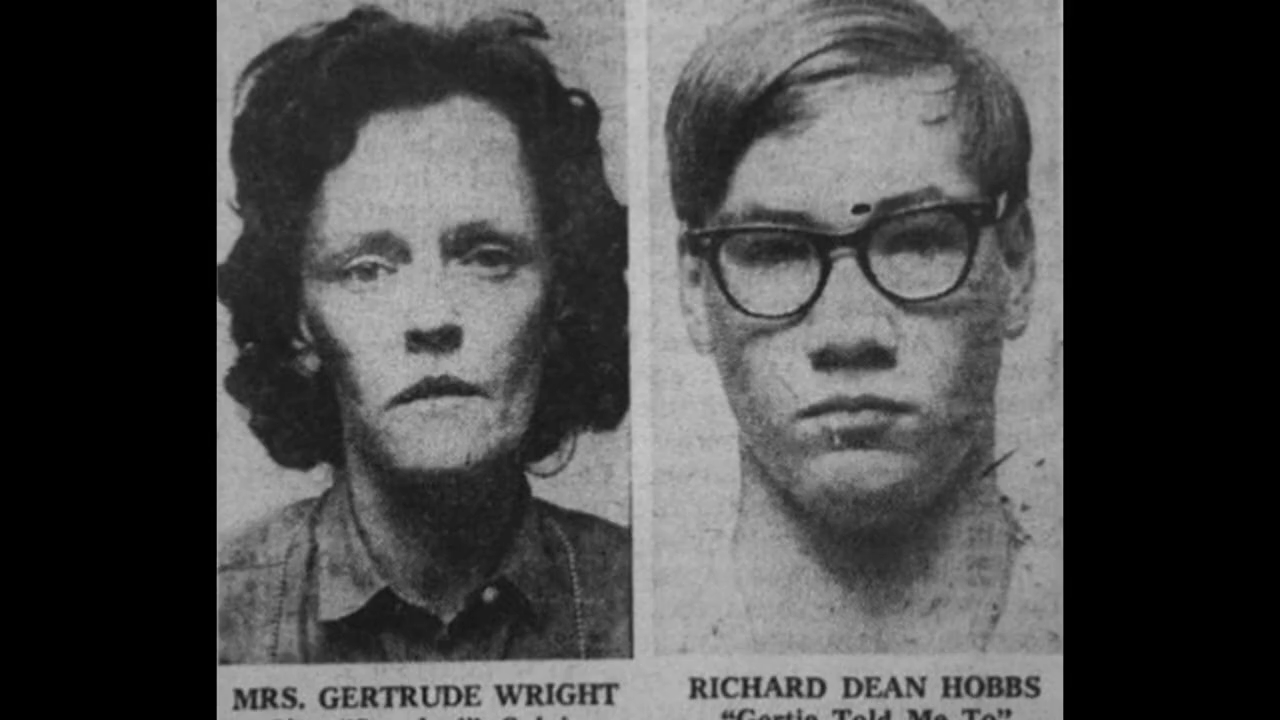 MRS. GERTRUDE WRIGHT
RICHARD DEAN HOBBS
"Gertie Told Me To"